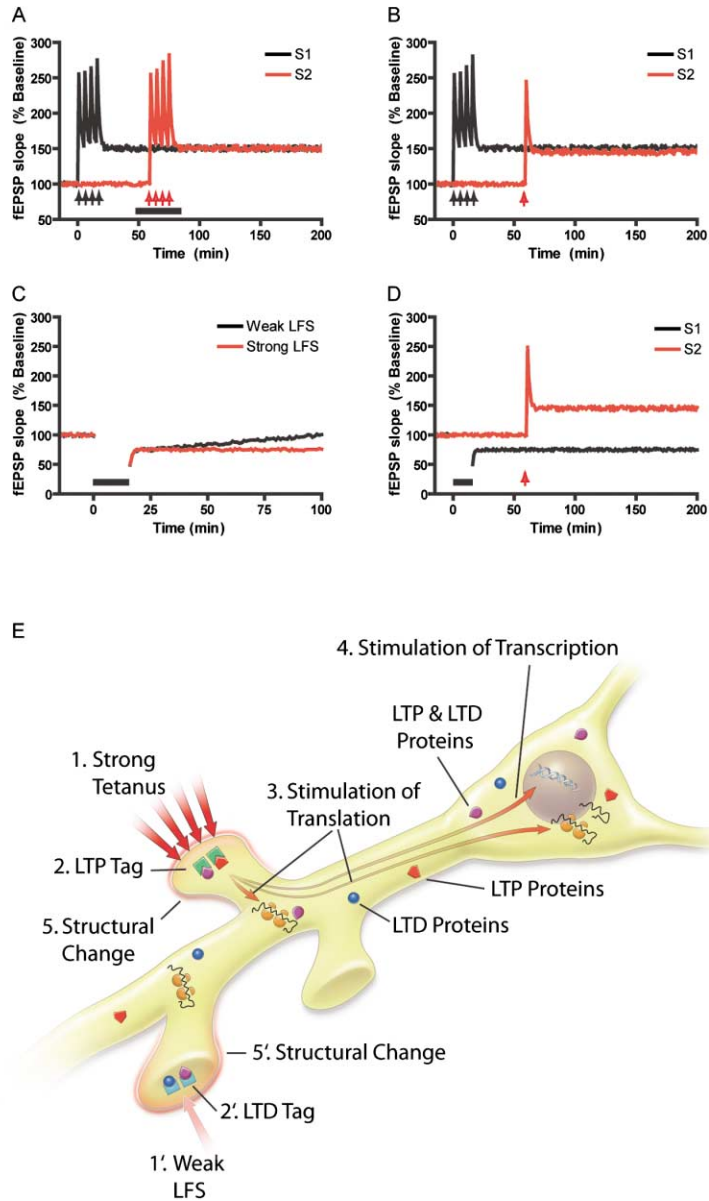 A
fEPSP slope (% Baseline)
300
250
200
150
100
50
0
50
100
150
200
Time (min)
S1
S2
B
fEPSP slope (% Baseline)
300
250
200
150
100
50
0
50
100
150
200
Time (min)
S1
S2
C
fEPSP slope (% Baseline)
300
250
200
150
100
50
0
0
25
50
75
100
Time (min)
Weak LFS
Strong LFS
D
fEPSP slope (% Baseline)
300
250
200
150
100
50
0
0
50
100
150
200
Time (min)
S1
S2
E
4. Stimulation of Transcription
LTP & LTD
Proteins
1. Strong
Tetanus
3. Stimulation of
Translation
2. LTP Tag
LTP Proteins
5. Structural
Change
LTD Proteins
5'. Structural Change
2'. LTD Tag
1'. Weak
LFS